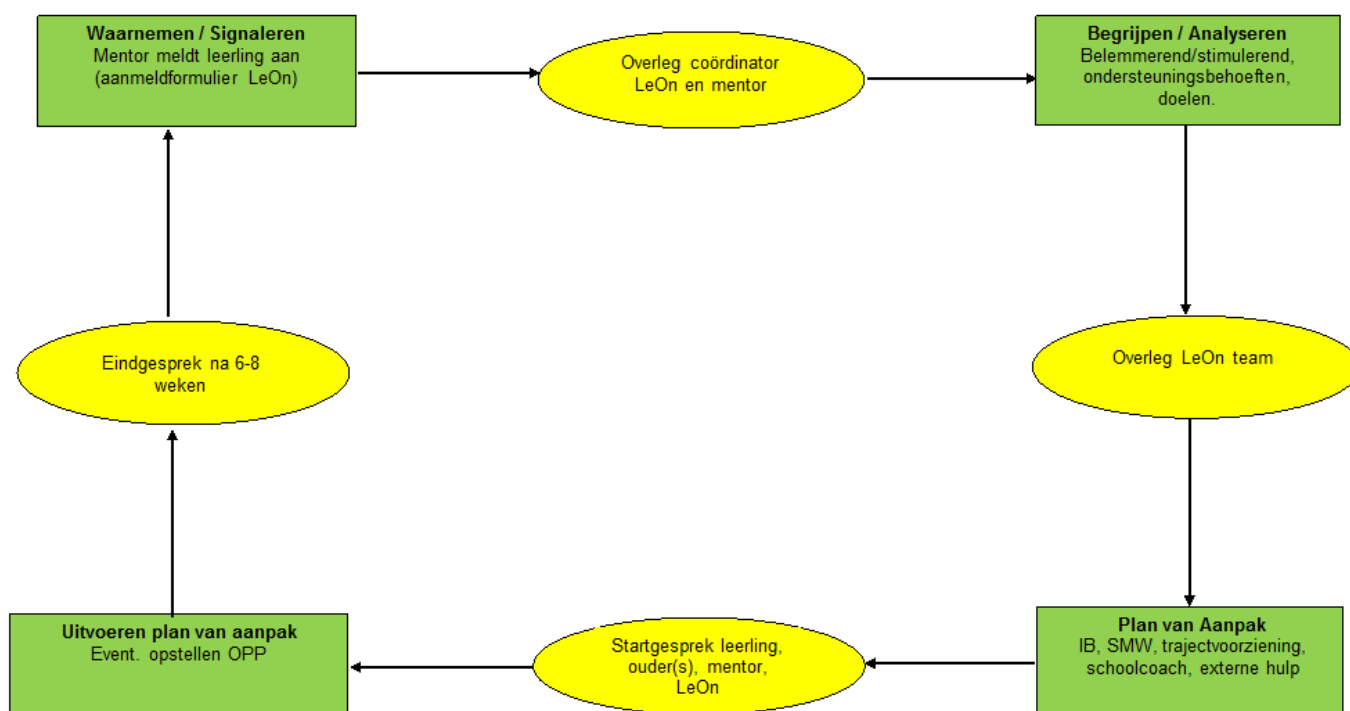 Waarnemen / Signaleren
Mentor meldt leerling aan
(aanmeldformulier LeOn)
Overleg coördinator
LeOn en mentor
Begrijpen / Analyseren
Belemmerend/stimulerend,
ondersteuningsbehoeften,
doelen.
Eindgesprek na 6-8
weken
Overleg LeOn team
Uitvoeren plan van aanpak
Event. opstellen OPP
Startgesprek leerling,
ouder(s), mentor,
LeOn
Plan van Aanpak
IB, SMW, trajectvoorziening,
schoolcoach, externe hulp